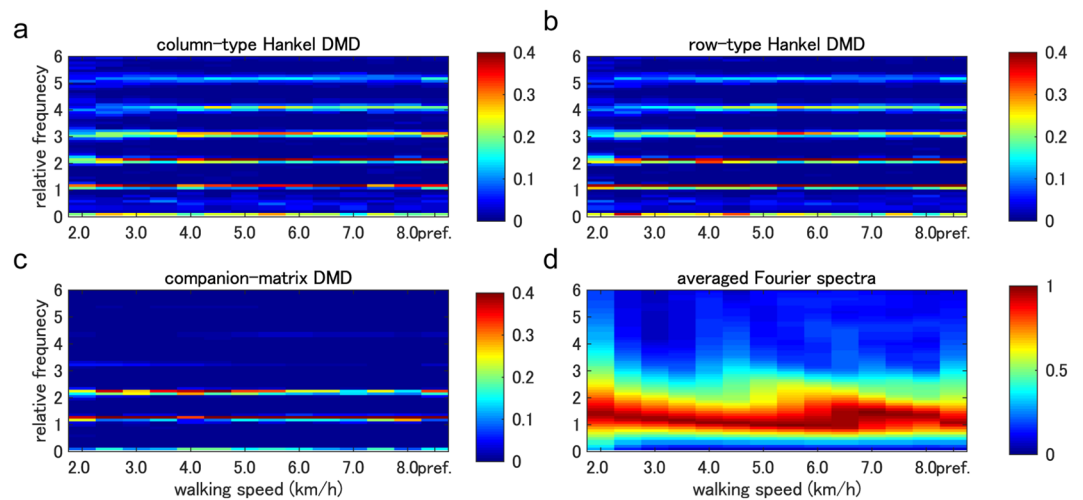 a
column-type Hankel DMD
relative frequnecy
6
5
4
3
2
1
0
2.0 3.0 4.0 5.0 6.0 7.0 8.0pref.
0.4
0.3
0.2
0.1
0
b
row-type Hankel DMD
6
5
4
3
2
1
0
2.0 3.0 4.0 5.0 6.0 7.0 8.0pref.
0.4
0.3
0.2
0.1
0
c
companion-matrix DMD
relative frequnecy
6
5
4
3
2
1
0
2.0 3.0 4.0 5.0 6.0 7.0 8.0pref.
walking speed (km/h)
0.4
0.3
0.2
0.1
0
d
averaged Fourier spectra
6
5
4
3
2
1
0
2.0 3.0 4.0 5.0 6.0 7.0 8.0pref.
walking speed (km/h)
1
0.5
0